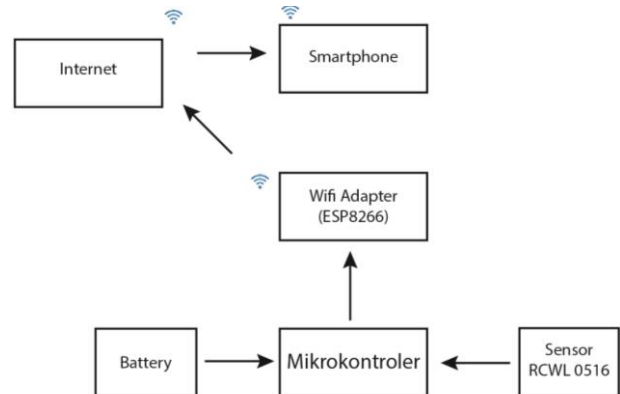 Internet
Smartphone
Wifi Adapter
(ESP8266)
Battery
Mikrokontroler
Sensor
RCWL 0516